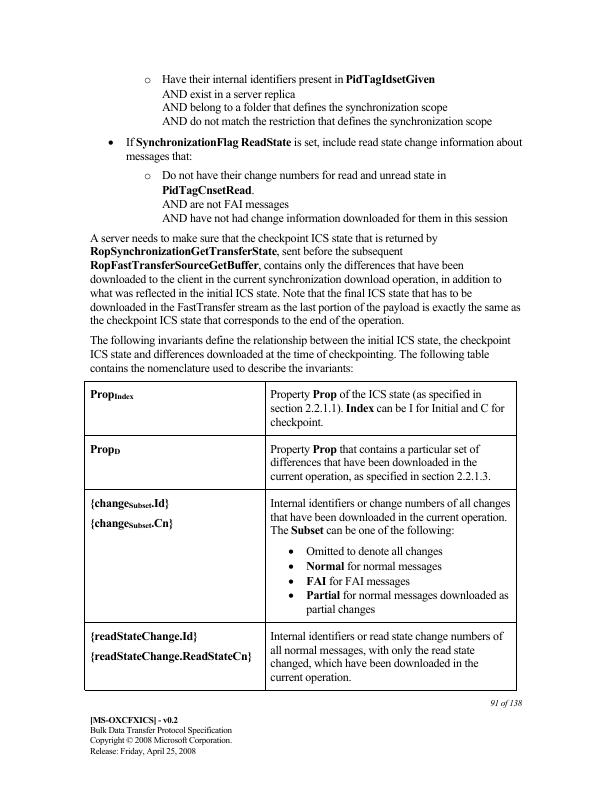 o Have their internal identifiers present in PidTagIdsetGiven
AND exist in a server replica
AND belong to a folder that defines the synchronization scope
AND do not match the restriction that defines the synchronization scope
• If SynchronizationFlag ReadState is set, include read state change information about
messages that:
o Do not have their change numbers for read and unread state in
PidTagCnsetRead.
AND are not FAI messages
AND have not had change information downloaded for them in this session
A server needs to make sure that the checkpoint ICS state that is returned by
RopSynchronizationGetTransferState, sent before the subsequent
RopFastTransferSourceGetBuffer, contains only the differences that have been
downloaded to the client in the current synchronization download operation, in addition to
what was reflected in the initial ICS state. Note that the final ICS state that has to be
downloaded in the FastTransfer stream as the last portion of the payload is exactly the same as
the checkpoint ICS state that corresponds to the end of the operation.
The following invariants define the relationship between the initial ICS state, the checkpoint
ICS state and differences downloaded at the time of checkpointing. The following table
contains the nomenclature used to describe the invariants:
PropIndex
Property Prop of the ICS state (as specified in
section 2.2.1.1). Index can be I for Initial and C for
checkpoint.
PropD
Property Prop that contains a particular set of
differences that have been downloaded in the
current operation, as specified in section 2.2.1.3.
{changeSubset.Id}
{changeSubset.Cn}
Internal identifiers or change numbers of all changes
that have been downloaded in the current operation.
The Subset can be one of the following:
• Omitted to denote all changes
• Normal for normal messages
• FAI for FAI messages
• Partial for normal messages downloaded as
partial changes
{readStateChange.Id}
{readStateChange.ReadStateCn}
Internal identifiers or read state change numbers of
all normal messages, with only the read state
changed, which have been downloaded in the
current operation.
91 of 138
[MS-OXCFXICS] - v0.2
Bulk Data Transfer Protocol Specification
Copyright © 2008 Microsoft Corporation.
Release: Friday, April 25, 2008